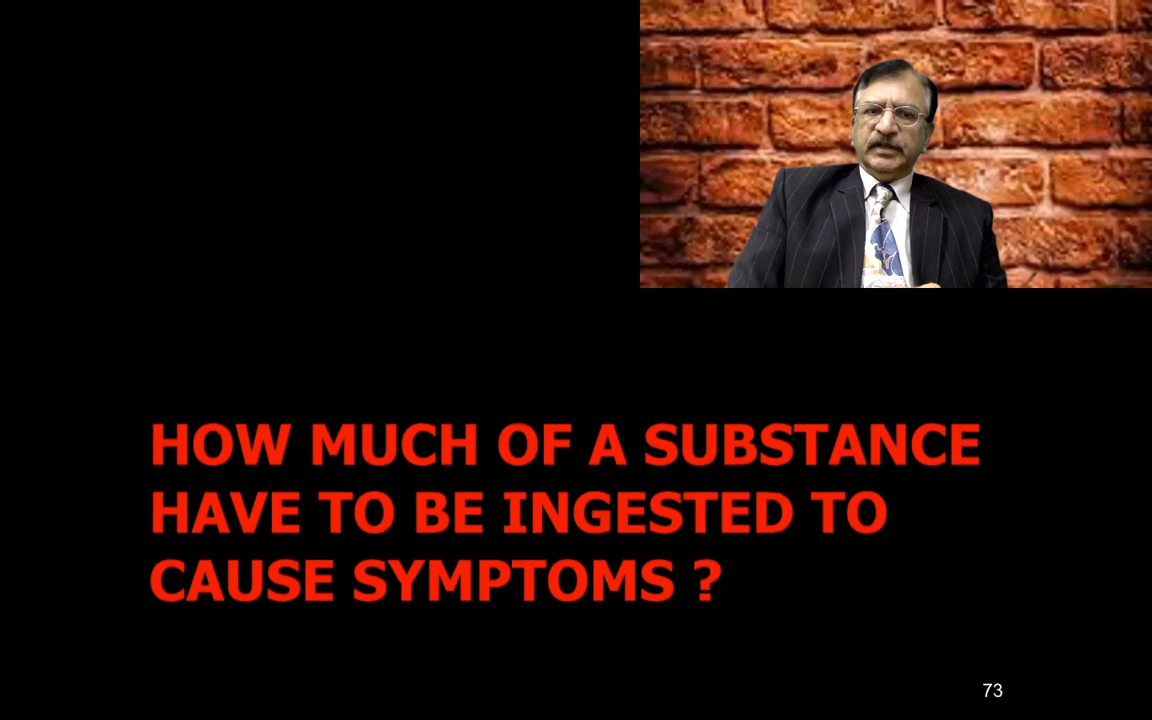 HOW MUCH OF A SUBSTANCE
HAVE TO BE INGESTED TO
CAUSE SYMPTOMS ?
73